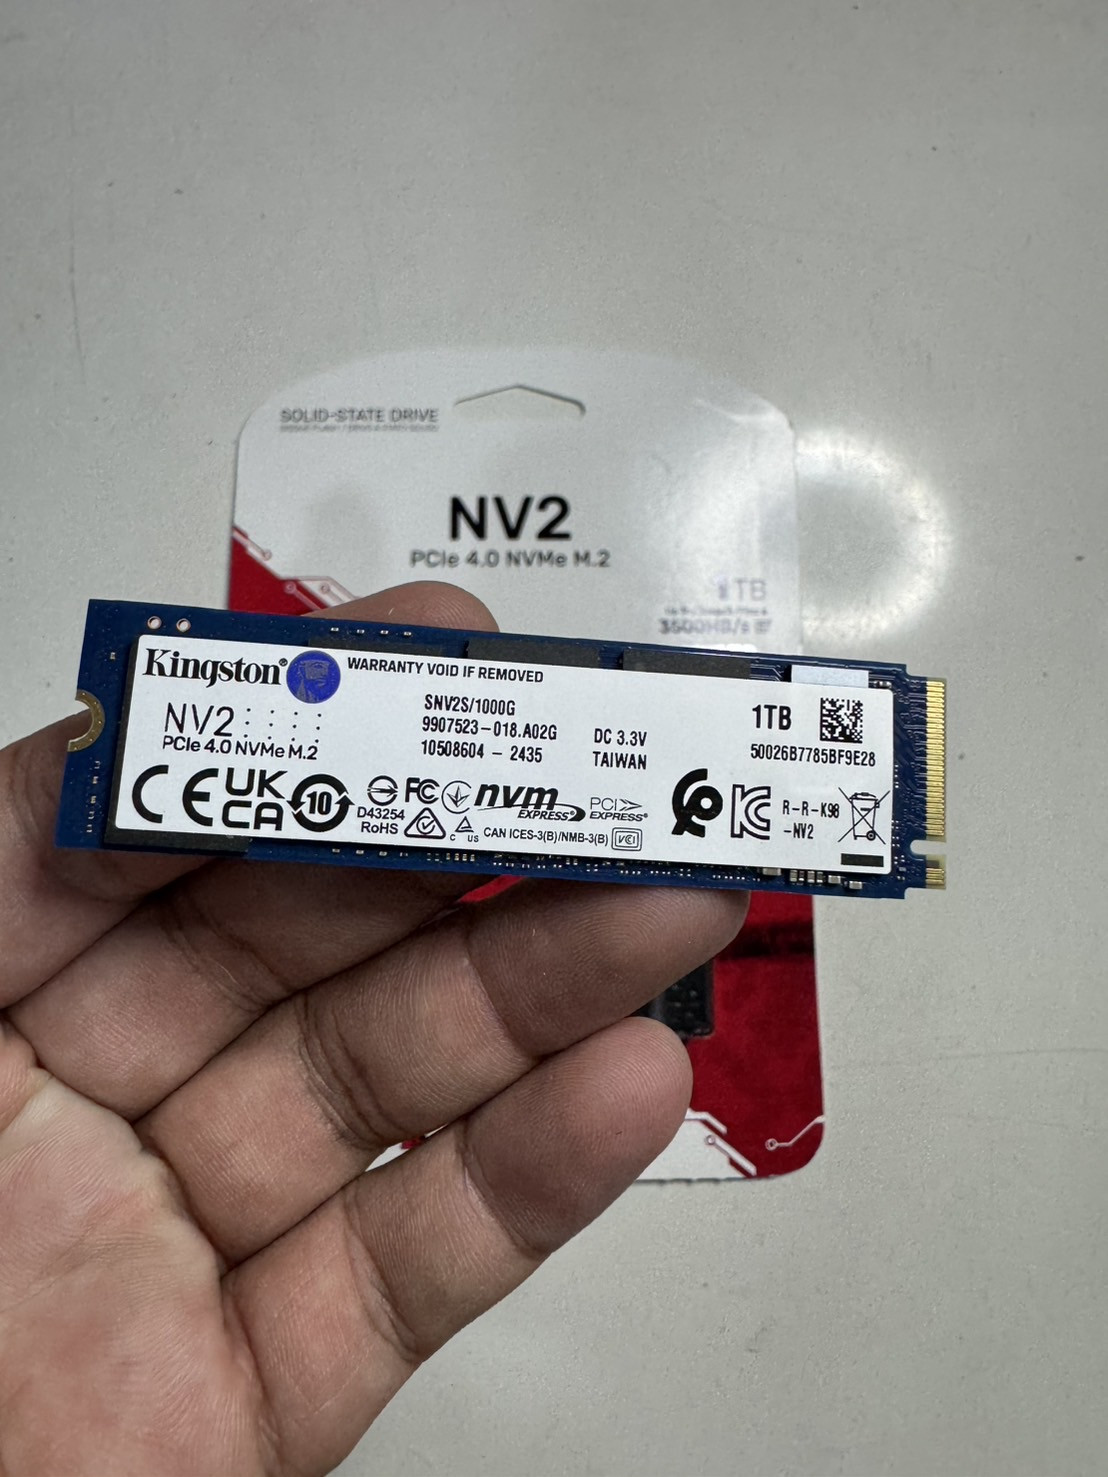 SOLID-STATE DRIVE
NV2
PCIe 4.0 NVMe M.2
1TB
3500MB/s
Kingston®
WARRANTY VOID IF REMOVED
NV2
PCIe 4.0 NVMe M.2
SNV2S/1000G
9907523-018.A02G
10508604 - 2435
DC 3.3V
TAIWAN
1TB
50026B7785BF9E28
CE
UK
CA
10
D43254
RoHS
FC
nvm
EXPRESS®
PCI
EXPRESS®
C US
CAN ICES-3(B)/NMB-3(B)
VCI
KC
R-R-K98
-NV2